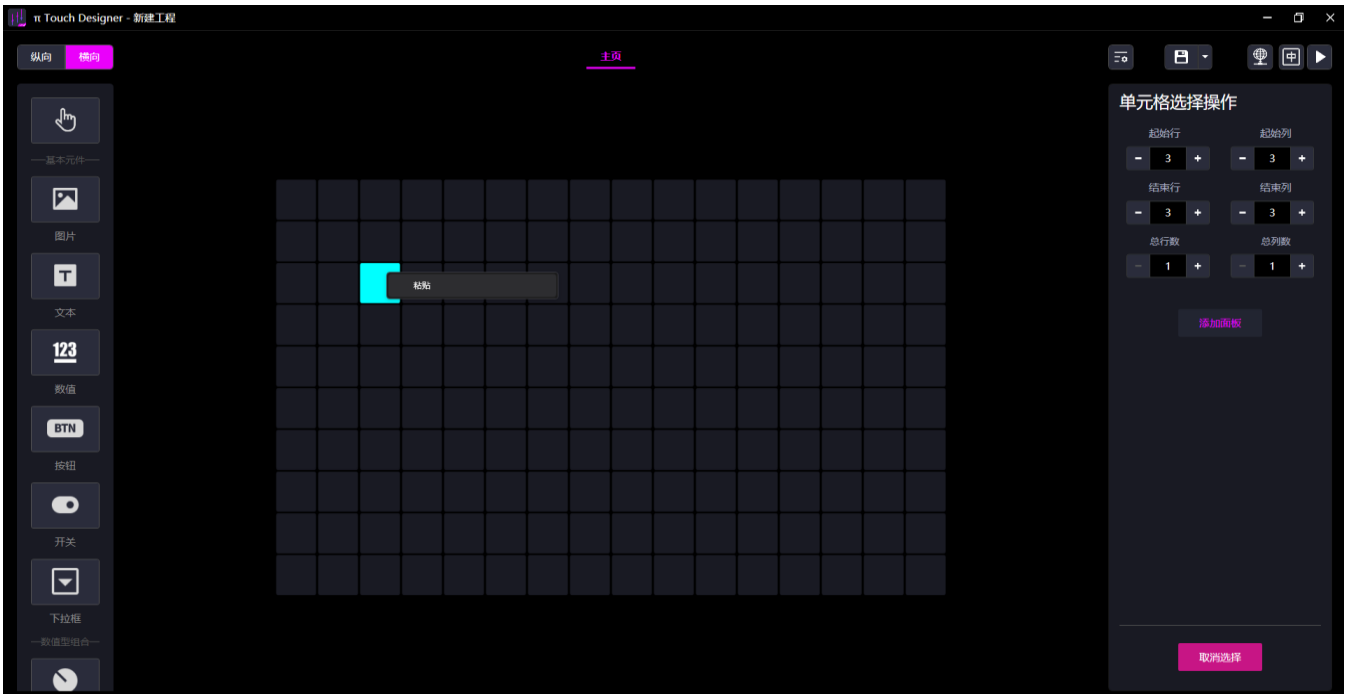 π Touch Designer - 新建工程
纵向 横向
主页
中
基本元件
图片
T
文本
123
数值
BTN
按钮
开关
下拉框
数值型组合
粘贴
单元格选择操作
起始行 起始列
- 3 + - 3 +
结束行 结束列
- 3 + - 3 +
总行数 总列数
- 1 + - 1 +
添加面板
取消选择